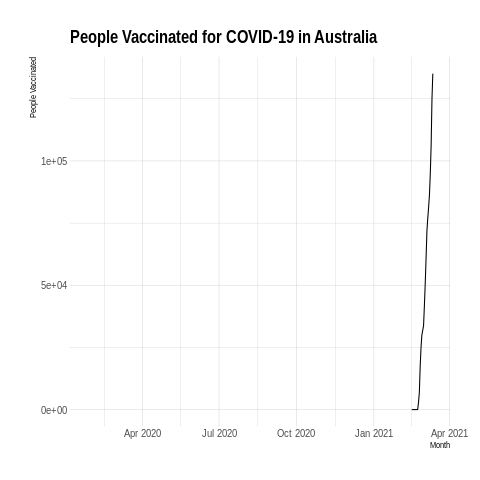 People Vaccinated for COVID-19 in Australia
People Vaccinated
1e+05
5e+04
0e+00
Apr 2020
Jul 2020
Oct 2020
Jan 2021
Apr 2021
Month